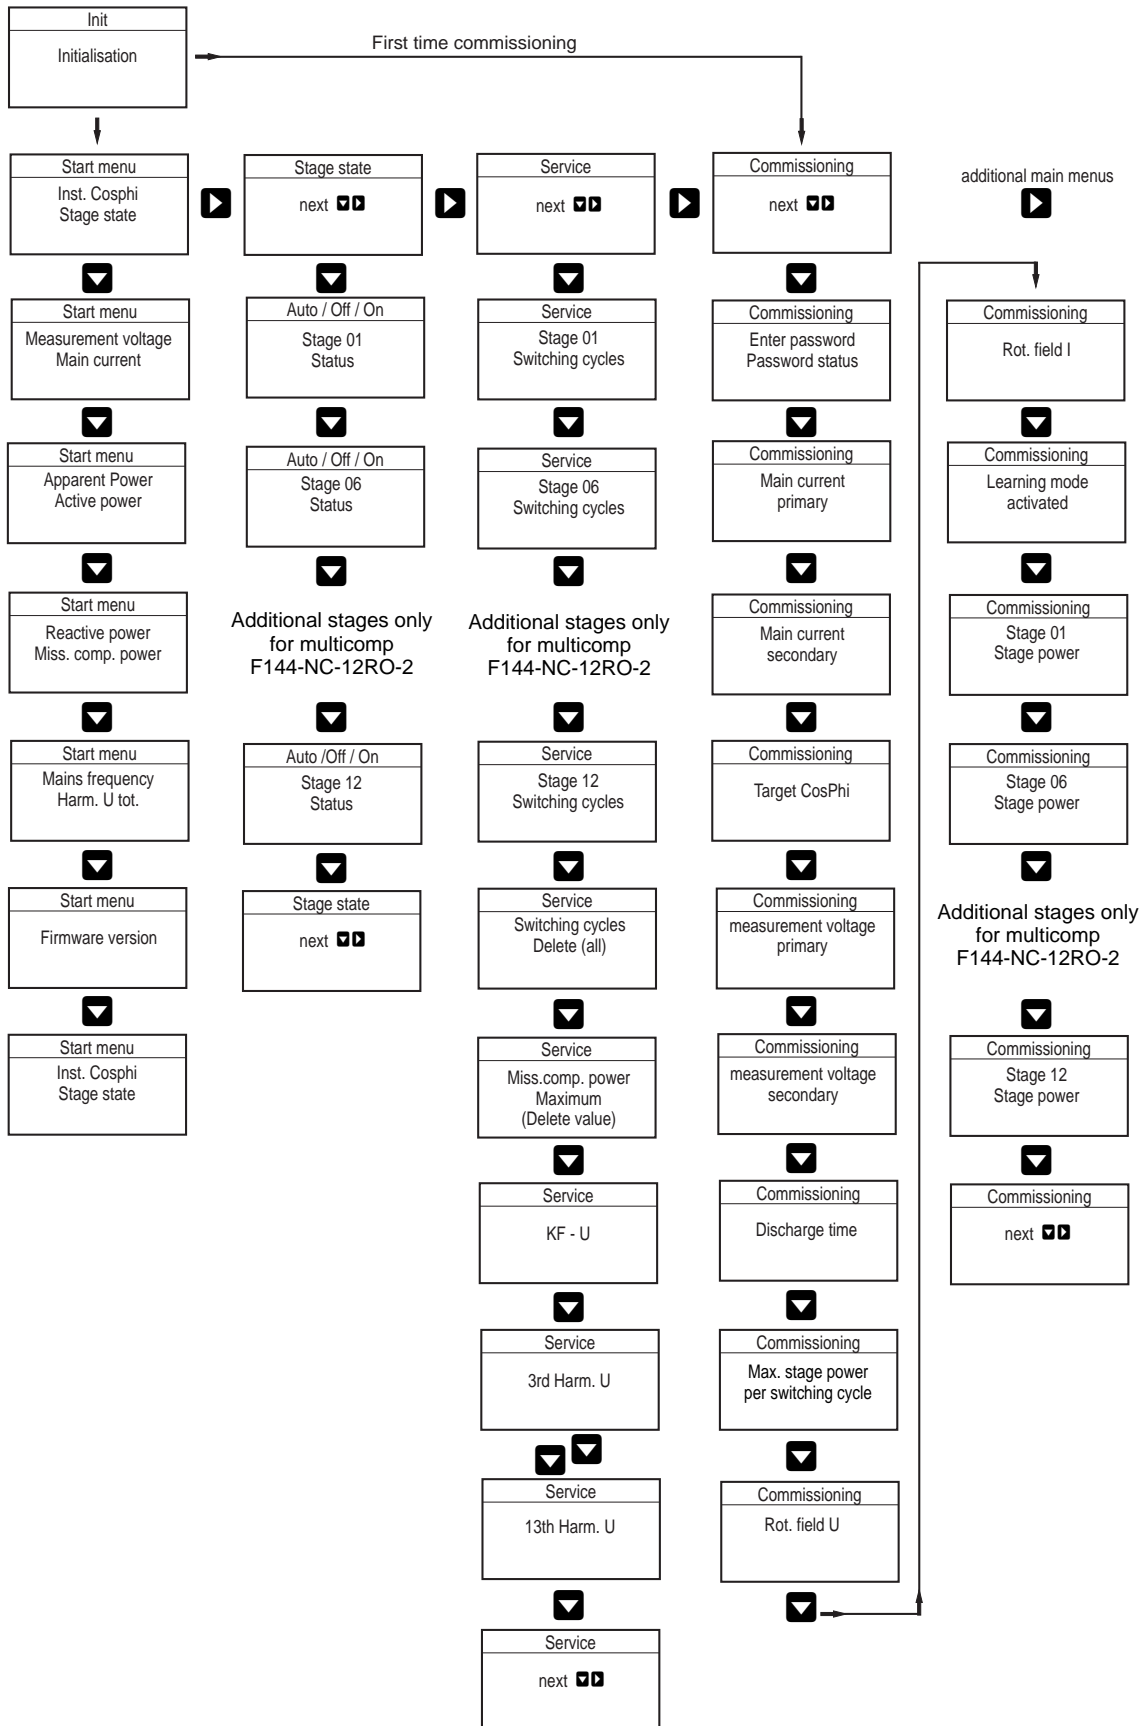 Init
Initialisation
First time commissioning
Start menu
Inst. Cosphi
Stage state
Start menu
Measurement voltage
Main current
Start menu
Apparent Power
Active power
Start menu
Reactive power
Miss. comp. power
Start menu
Mains frequency
Harm. U tot.
Start menu
Firmware version
Start menu
Inst. Cosphi
Stage state
Stage state
next
Auto / Off / On
Stage 01
Status
Auto / Off / On
Stage 06
Status
Additional stages only
for multicomp
F144-NC-12RO-2
Auto /Off / On
Stage 12
Status
Stage state
next
Service
next
Service
Stage 01
Switching cycles
Service
Stage 06
Switching cycles
Additional stages only
for multicomp
F144-NC-12RO-2
Service
Stage 12
Switching cycles
Service
Switching cycles
Delete (all)
Service
Miss.comp. power
Maximum
(Delete value)
Service
KF - U
Service
3rd Harm. U
Service
13th Harm. U
Service
next
Commissioning
next
Commissioning
Enter password
Password status
Commissioning
Main current
primary
Commissioning
Main current
secondary
Commissioning
Target CosPhi
Commissioning
measurement voltage
primary
Commissioning
measurement voltage
secondary
Commissioning
Discharge time
Commissioning
Max. stage power
per switching cycle
Commissioning
Rot. field U
additional main menus
Commissioning
Rot. field I
Commissioning
Learning mode
activated
Commissioning
Stage 01
Stage power
Commissioning
Stage 06
Stage power
Additional stages only
for multicomp
F144-NC-12RO-2
Commissioning
Stage 12
Stage power
Commissioning
next